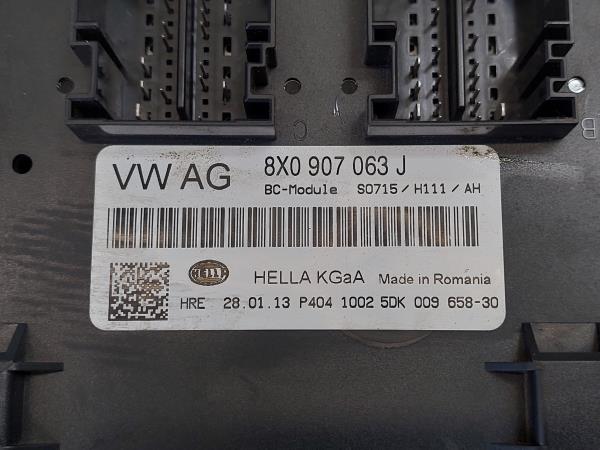 C
B
VW AG 8X0 907 063 J
BC-Module S0715 / H111 / AH
HELLA HELLA KGaA Made in Romania
HRE 28.01.13 P404 1002 5DK 009 658-30